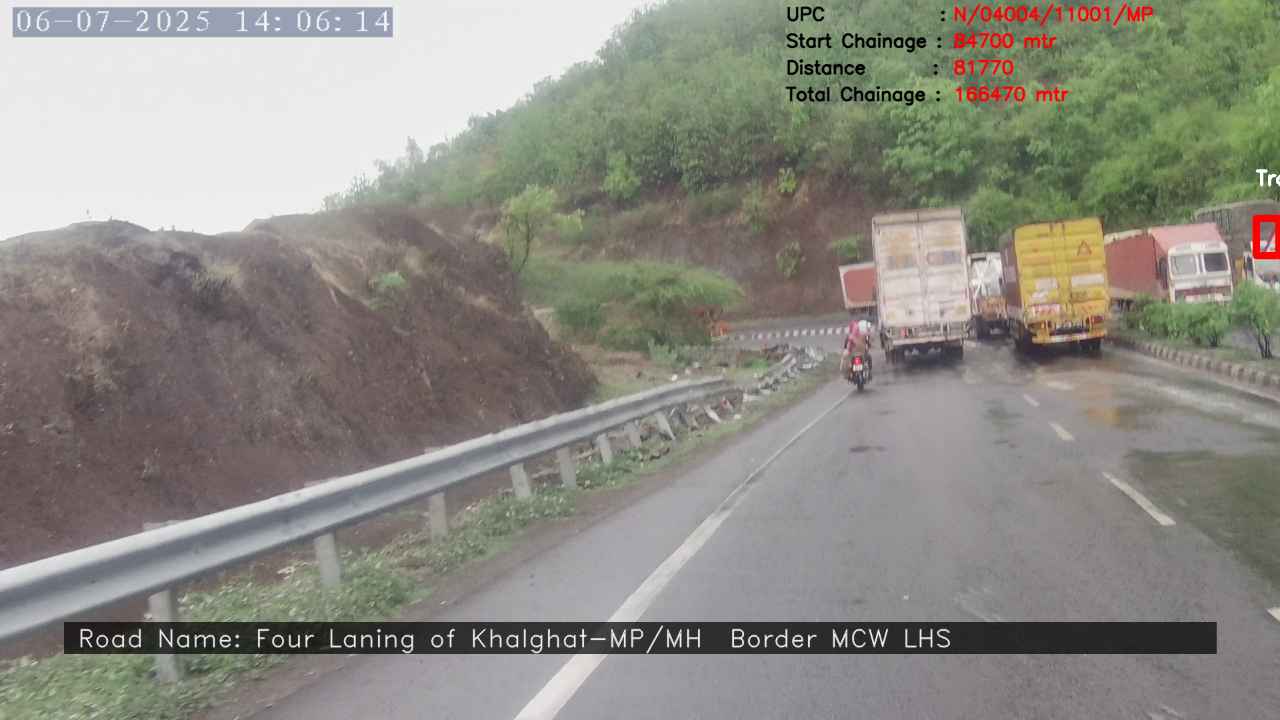 06-07-2025 14:06:14
UPC : N/04004/11001/MP
Start Chainage : 84700 mtr
Distance : 81770
Total Chainage : 166470 mtr
Road Name: Four Laning of Khalghat-MP/MH Border MCW LHS